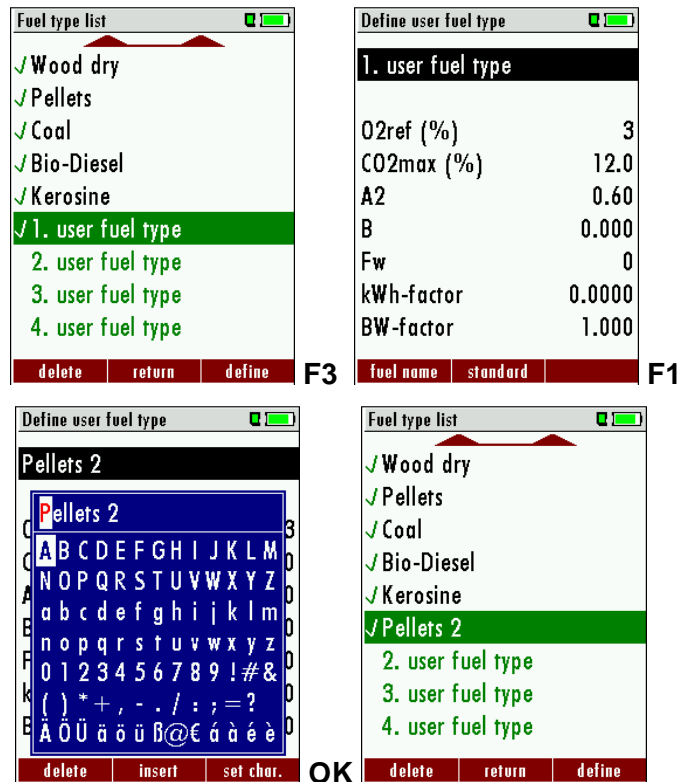 Fuel type list
√ Wood dry
√ Pellets
√ Coal
√ Bio-Diesel
√ Kerosine
√ 1. user fuel type
2. user fuel type
3. user fuel type
4. user fuel type
delete return define
F3
Define user fuel type
1. user fuel type
O2ref (%) 3
CO2max (%) 12.0
A2 0.60
B 0.000
Fw 0
kWh-factor 0.0000
BW-factor 1.000
fuel name standard
F1
Define user fuel type
Pellets 2
Pellets 2
A B C D E F G H I J K L M
N O P Q R S T U V W X Y Z
a b c d e f g h i j k l m
n o p q r s t u v w x y z
0 1 2 3 4 5 6 7 8 9 ! # &
( ) * + , - . / : ; = ?
Ä Ö Ü ä ö ü ß @ € á à é è
delete insert set char.
OK
Fuel type list
√ Wood dry
√ Pellets
√ Coal
√ Bio-Diesel
√ Kerosine
√ Pellets 2
2. user fuel type
3. user fuel type
4. user fuel type
delete return define